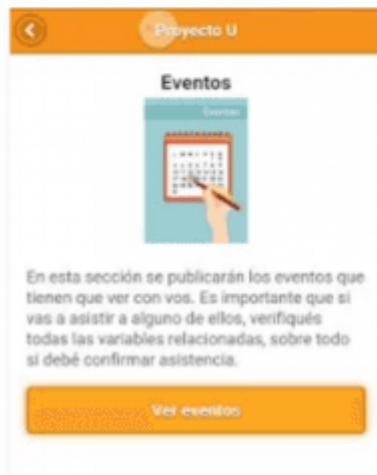 Proyecto U
Eventos
Eventos
En esta sección se publicarán los eventos que
tienen que ver con vos. Es importante que si
vas a asistir a alguno de ellos, verifiqués
todas las variables relacionadas, sobre todo
si debé confirmar asistencia.
Ver eventos